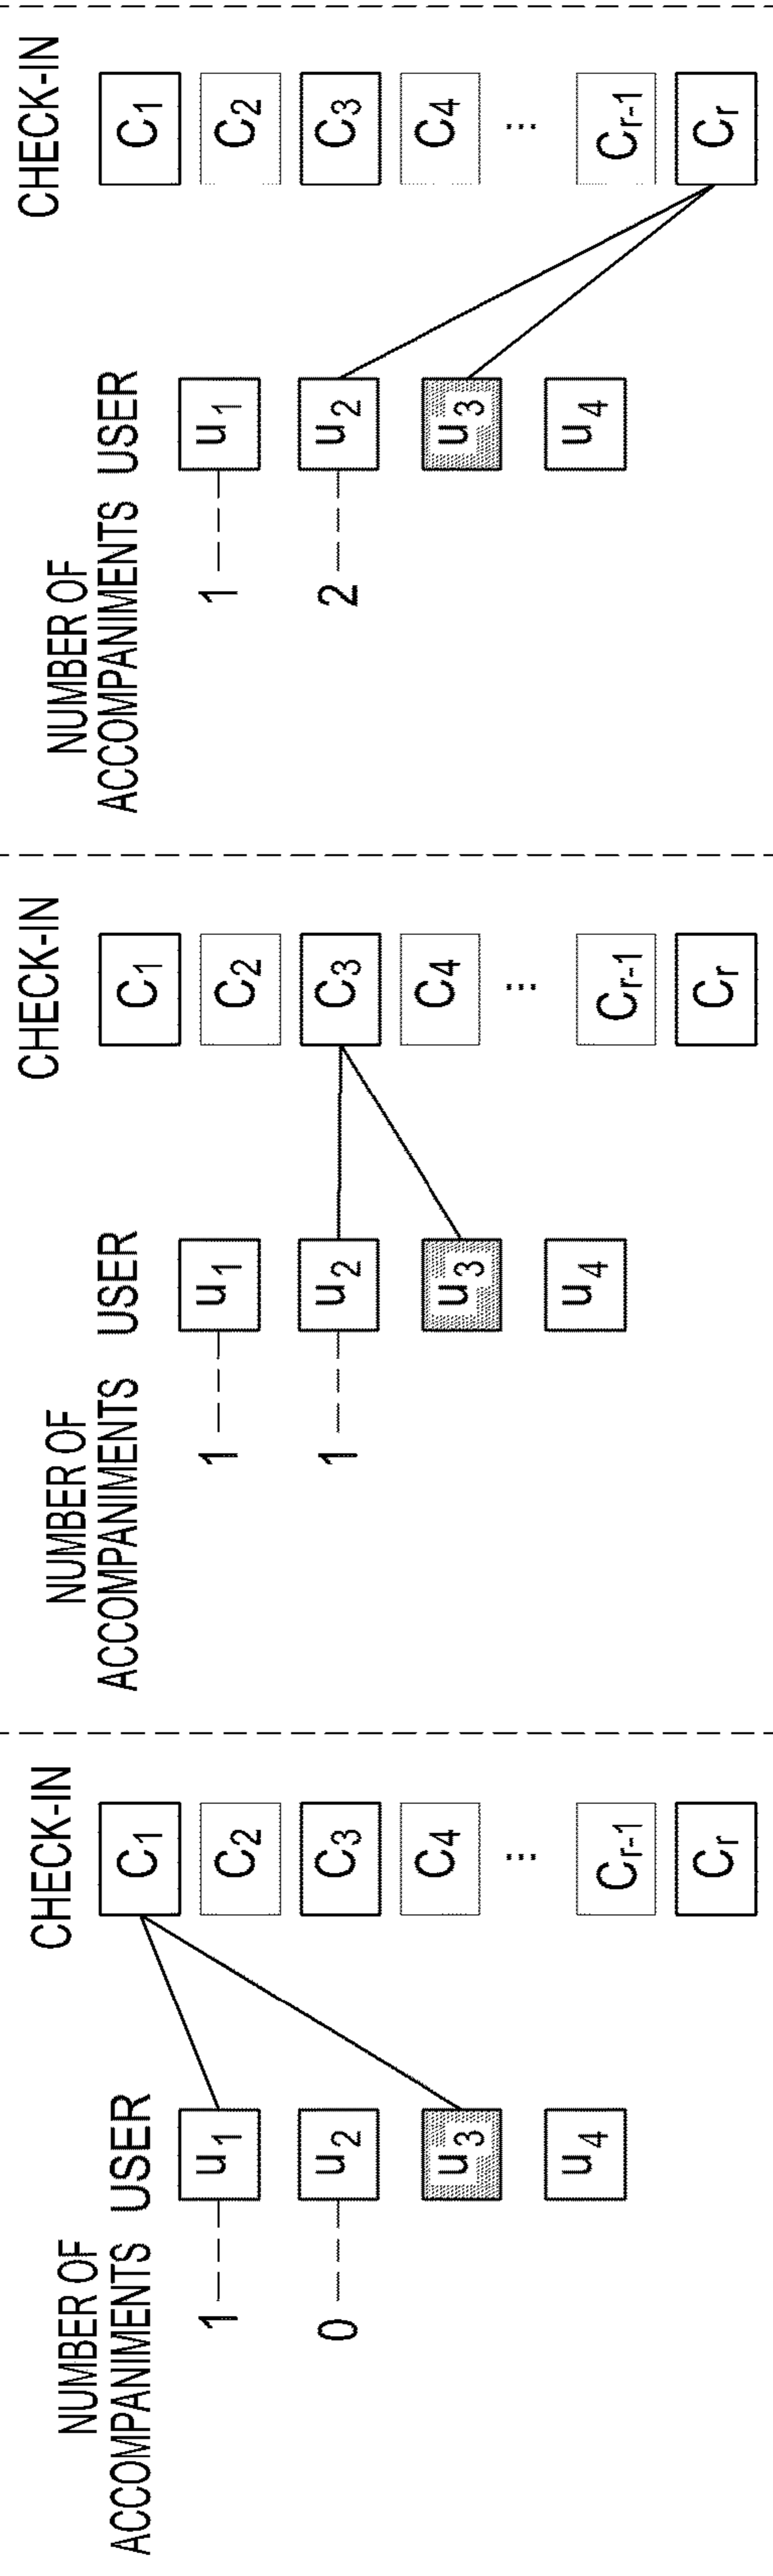 NUMBER OF
ACCOMPANIMENTS
USER
CHECK-IN
1
0
u1
u2
u3
u4
C1
C2
C3
C4
...
Cr-1
Cr
NUMBER OF
ACCOMPANIMENTS
USER
CHECK-IN
1
1
u1
u2
u3
u4
C1
C2
C3
C4
...
Cr-1
Cr
NUMBER OF
ACCOMPANIMENTS
USER
CHECK-IN
1
2
u1
u2
u3
u4
C1
C2
C3
C4
...
Cr-1
Cr